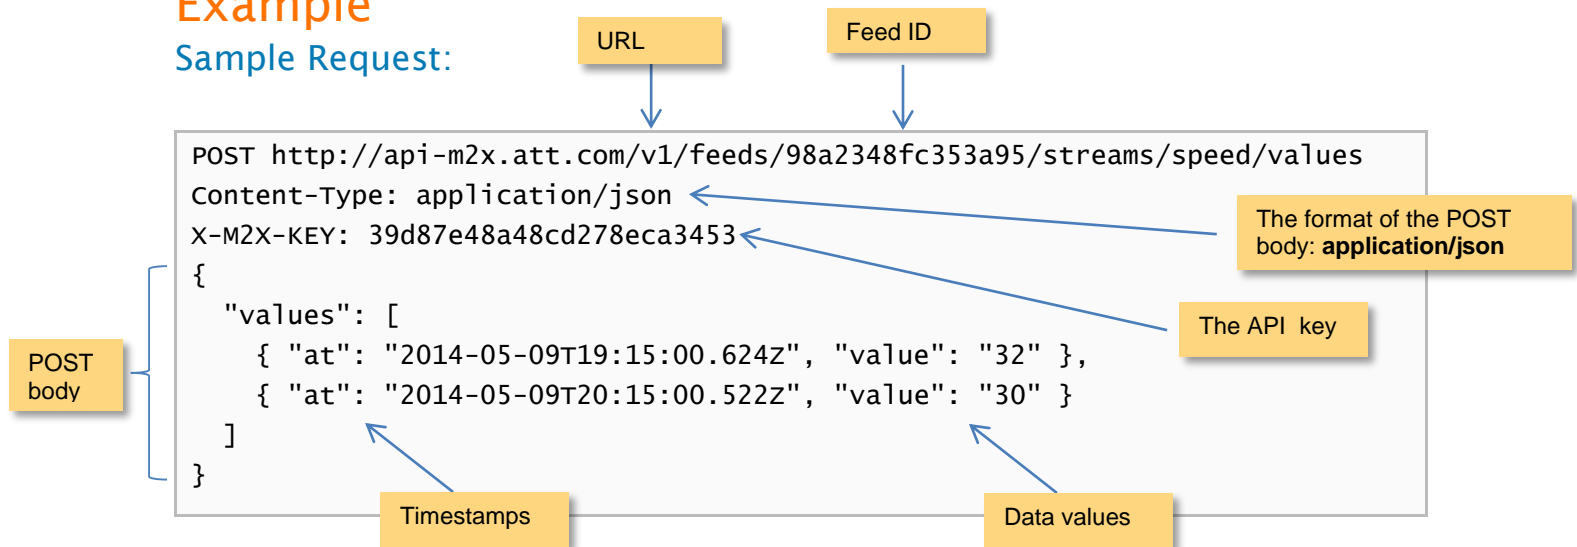 Example
Sample Request:
URL
Feed ID
POST http://api-m2x.att.com/v1/feeds/98a2348fc353a95/streams/speed/values
Content-Type: application/json
X-M2X-KEY: 39d87e48a48cd278eca3453
The format of the POST
body: application/json
{
"values": [
The API key
{ "at": "2014-05-09T19:15:00.624Z", "value": "32" },
{ "at": "2014-05-09T20:15:00.522Z", "value": "30" }
POST
body
]
}
Timestamps
Data values